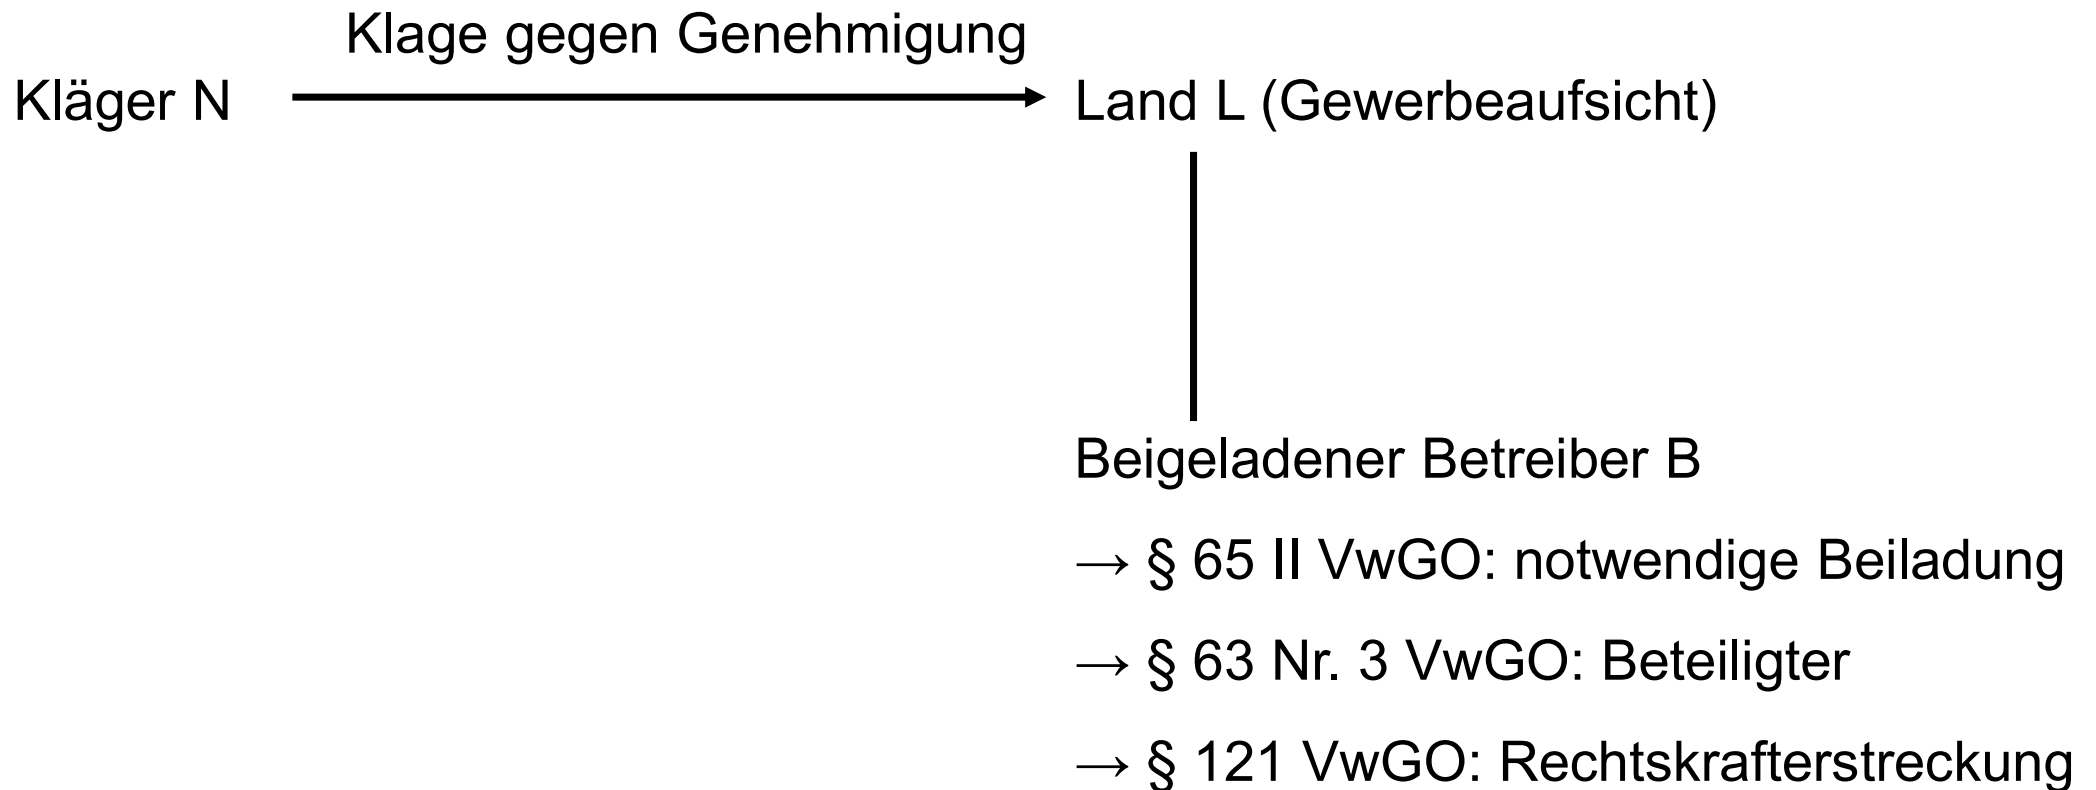 Klage gegen Genehmigung
Kläger N
Land L (Gewerbeaufsicht)
Beigeladener Betreiber B
→ § 65 II VwGO: notwendige Beiladung
→ § 63 Nr. 3 VwGO: Beteiligter
→ § 121 VwGO: Rechtskrafterstreckung